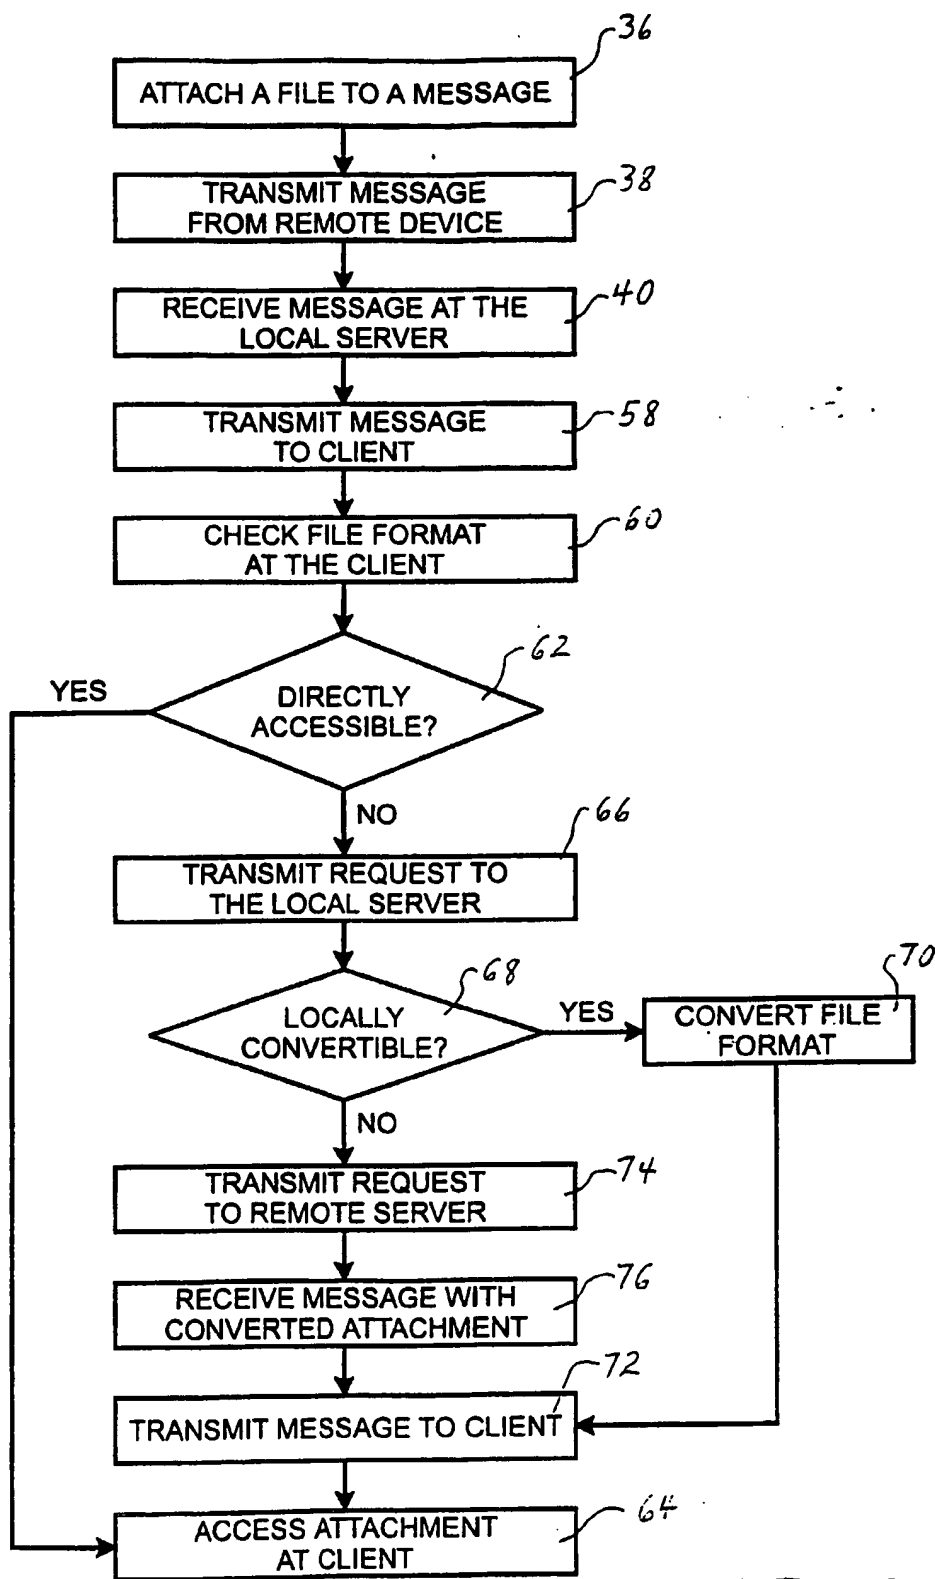 36
ATTACH A FILE TO A MESSAGE
38
TRANSMIT MESSAGE
FROM REMOTE DEVICE
40
RECEIVE MESSAGE AT THE
LOCAL SERVER
58
TRANSMIT MESSAGE
TO CLIENT
60
CHECK FILE FORMAT
AT THE CLIENT
62
YES
DIRECTLY
ACCESSIBLE?
NO
66
TRANSMIT REQUEST TO
THE LOCAL SERVER
68
LOCALLY
CONVERTIBLE?
YES
70
CONVERT FILE
FORMAT
NO
74
TRANSMIT REQUEST
TO REMOTE SERVER
76
RECEIVE MESSAGE WITH
CONVERTED ATTACHMENT
72
TRANSMIT MESSAGE TO CLIENT
64
ACCESS ATTACHMENT
AT CLIENT